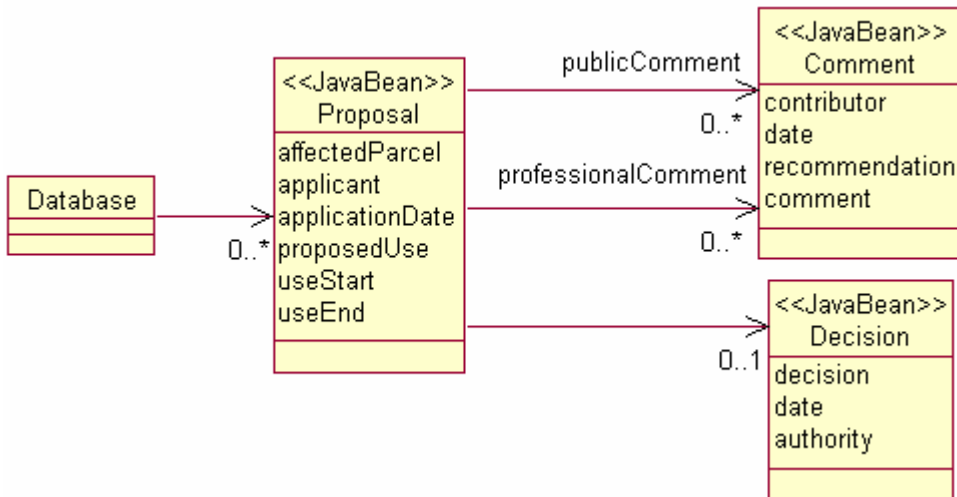 Database
0..*
<<JavaBean>>
Proposal
affectedParcel
applicant
applicationDate
proposedUse
useStart
useEnd
publicComment
0..*
professionalComment
0..*
0..1
<<JavaBean>>
Comment
contributor
date
recommendation
comment
<<JavaBean>>
Decision
decision
date
authority